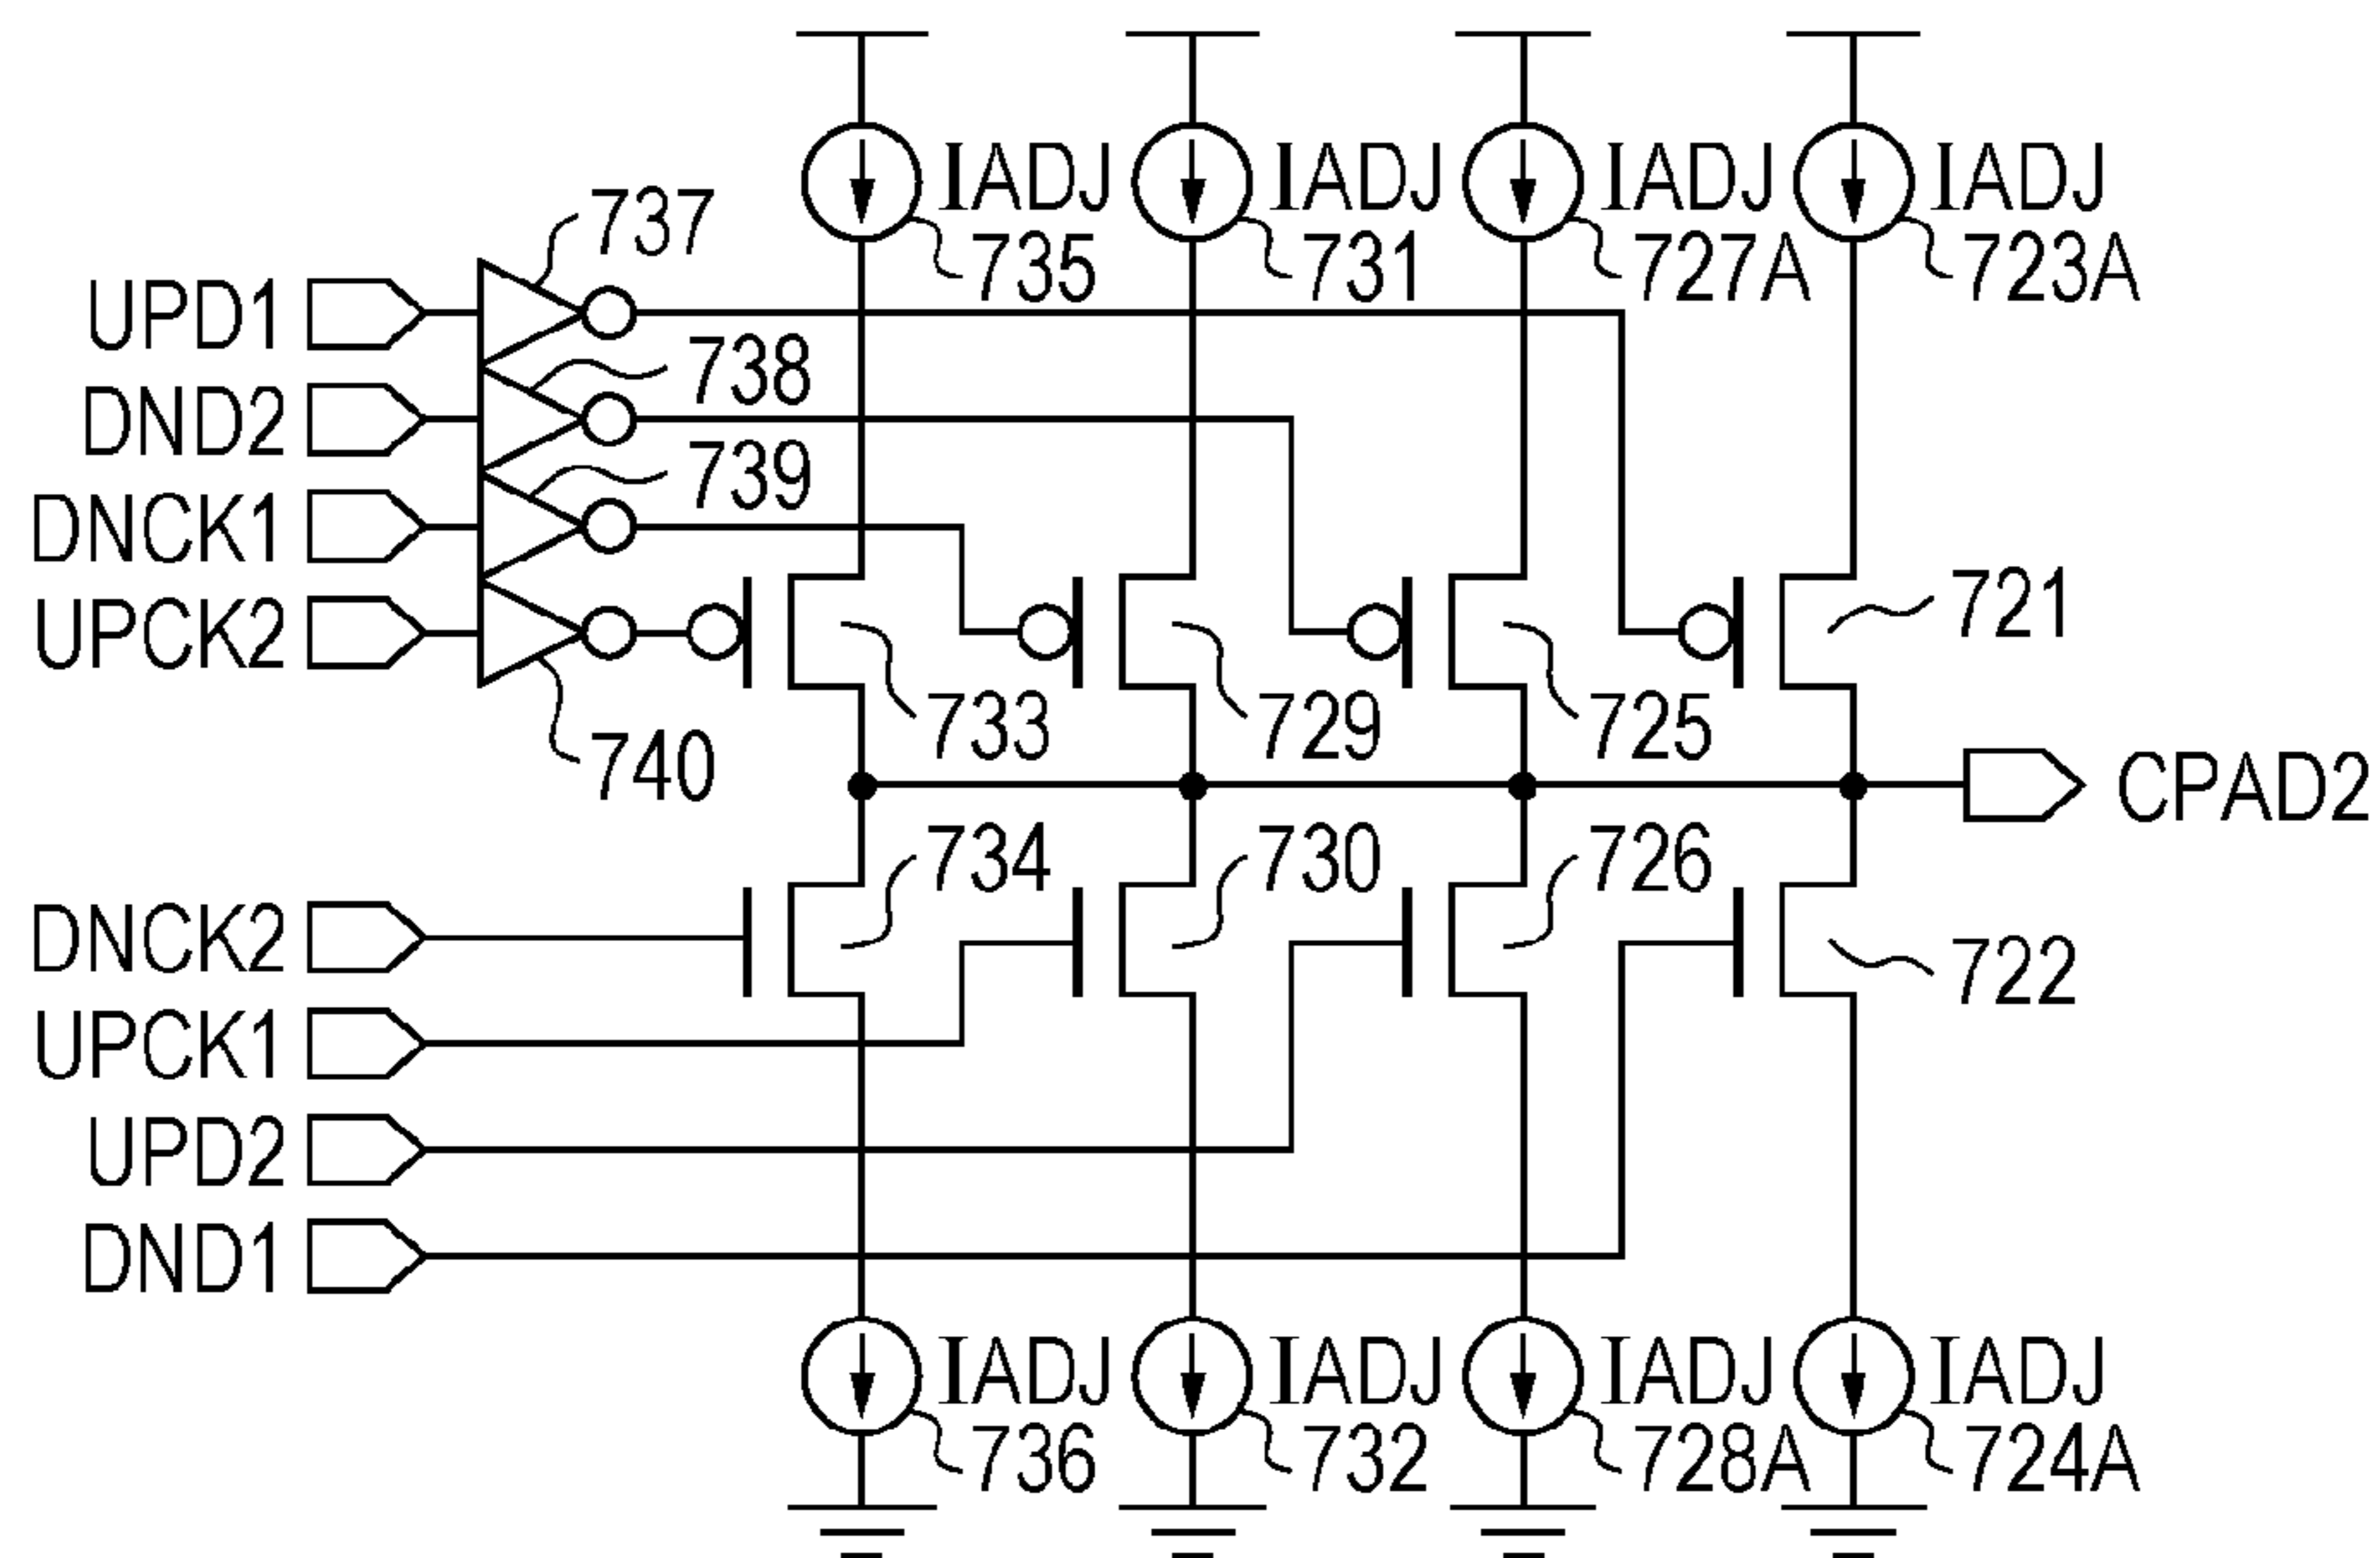 IADJ IADJ IADJ IADJ
735 731 727A 723A
737
UPD1
738
DND2
739
DNCK1
UPCK2
721
733 729 725
740
CPAD2
734 730 726
DNCK2
722
UPCK1
UPD2
DND1
IADJ IADJ IADJ IADJ
736 732 728A 724A